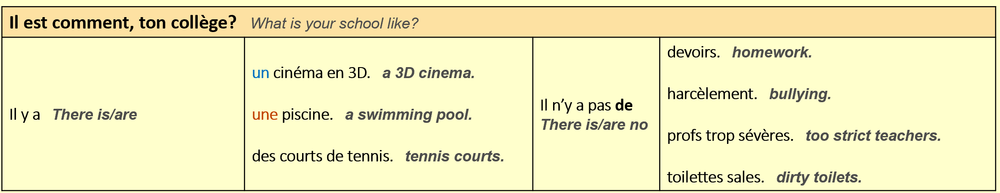 Il est comment, ton collège? What is your school like?
Il y a There is/are
un cinéma en 3D. a 3D cinema.
une piscine. a swimming pool.
des courts de tennis. tennis courts.
Il n’y a pas de
There is/are no
devoirs. homework.
harcèlement. bullying.
profs trop sévères. too strict teachers.
toilettes sales. dirty toilets.